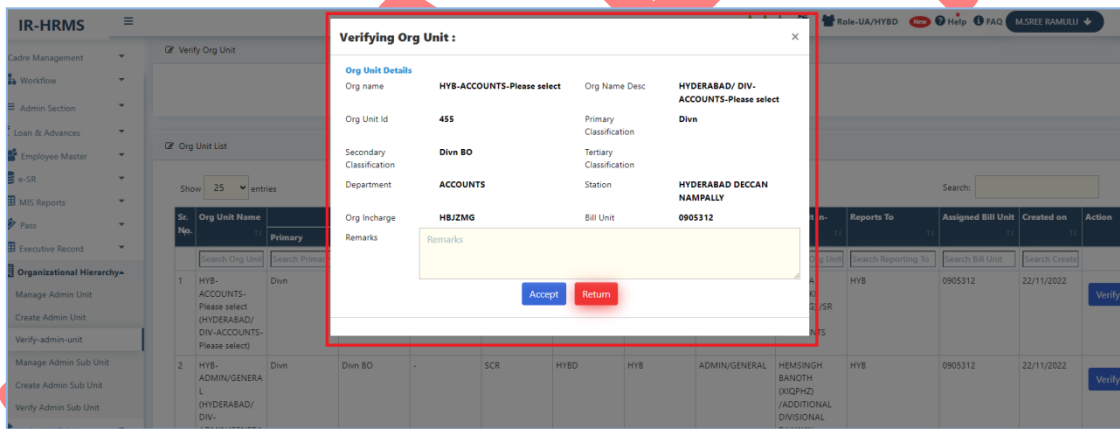 IR-HRMS
Role-UA/HYBD New Help FAQ M.SREE RAMULU
Cadre Management
Workflow
Admin Section
Loan & Advances
Employee Master
e-SR
MIS Reports
Pass
Executive Record
Organizational Hierarchy
Manage Admin Unit
Create Admin Unit
Verify-admin-unit
Manage Admin Sub Unit
Create Admin Sub Unit
Verify Admin Sub Unit
Verify Org Unit
Verifying Org Unit : ×
Org Unit Details
Org name HYB-ACCOUNTS-Please select Org Name Desc HYDERABAD/ DIV-
ACCOUNTS-Please select
Org Unit Id 455 Primary Classification Divn
Secondary Classification Divn BO Tertiary Classification
Department ACCOUNTS Station HYDERABAD DECCAN
NAMPALLY
Org Incharge HBJZMG Bill Unit 0905312
Remarks Remarks
Accept Return
Org Unit List
Show 25 entries Search:
Sr. No. Org Unit Name Primary Reports To Assigned Bill Unit Created on Action
Search Org Unit Search Primar Search Reporting To Search Bill Unit Search Create
1 HYB- Divn HYB 0905312 22/11/2022 Verify
ACCOUNTS-
Please select
(HYDERABAD/
DIV-ACCOUNTS-
Please select)
2 HYB- Divn Divn BO - SCR HYBD HYB ADMIN/GENERAL HEMSINGH HYB 0905312 22/11/2022 Verify
ADMIN/GENERA BANOTH
L (XIQPHZ)
(HYDERABAD/ /ADDITIONAL
DIV- DIVISIONAL